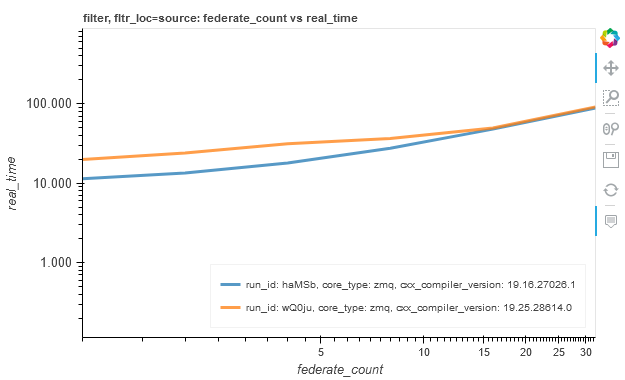 filter, fltr_loc=source: federate_count vs real_time
100.000
10.000
1.000
real_time
run_id: haMSb, core_type: zmq, cxx_compiler_version: 19.16.27026.1
run_id: wQ0ju, core_type: zmq, cxx_compiler_version: 19.25.28614.0
5 10 15 20 25 30
federate_count